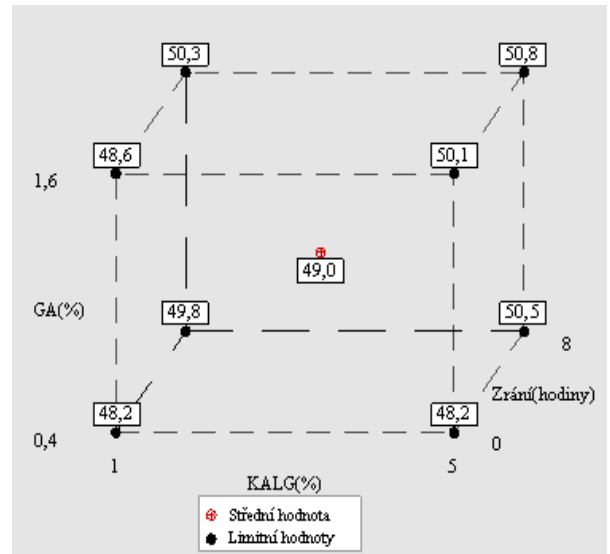 50,3 50,8
48,6 50,1
1,6
49,0
GA(%)
49,8 50,5
8
Zrání(hodiny)
48,2 48,2
0,4 0
1 5
KALG(%)
Střední hodnota
Limitní hodnoty